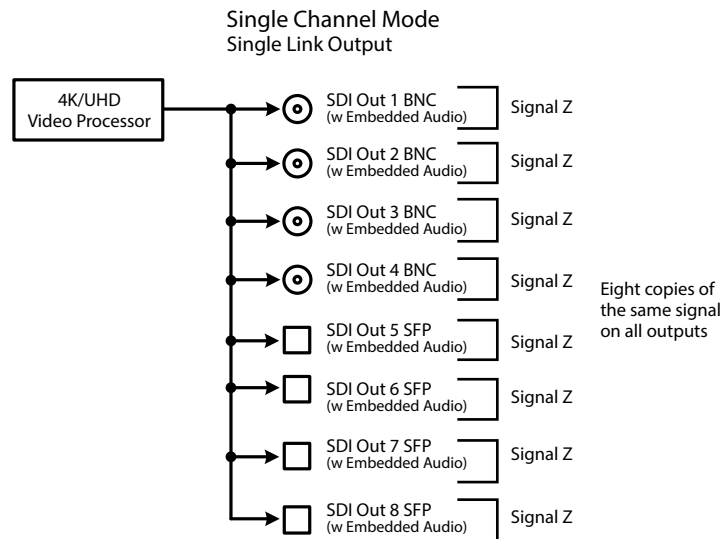 Single Channel Mode
Single Link Output
4K/UHD
Video Processor
SDI Out 1 BNC
(w Embedded Audio)
Signal Z
SDI Out 2 BNC
(w Embedded Audio)
Signal Z
SDI Out 3 BNC
(w Embedded Audio)
Signal Z
SDI Out 4 BNC
(w Embedded Audio)
Signal Z
Eight copies of
the same signal
on all outputs
SDI Out 5 SFP
(w Embedded Audio)
Signal Z
SDI Out 6 SFP
(w Embedded Audio)
Signal Z
SDI Out 7 SFP
(w Embedded Audio)
Signal Z
SDI Out 8 SFP
(w Embedded Audio)
Signal Z